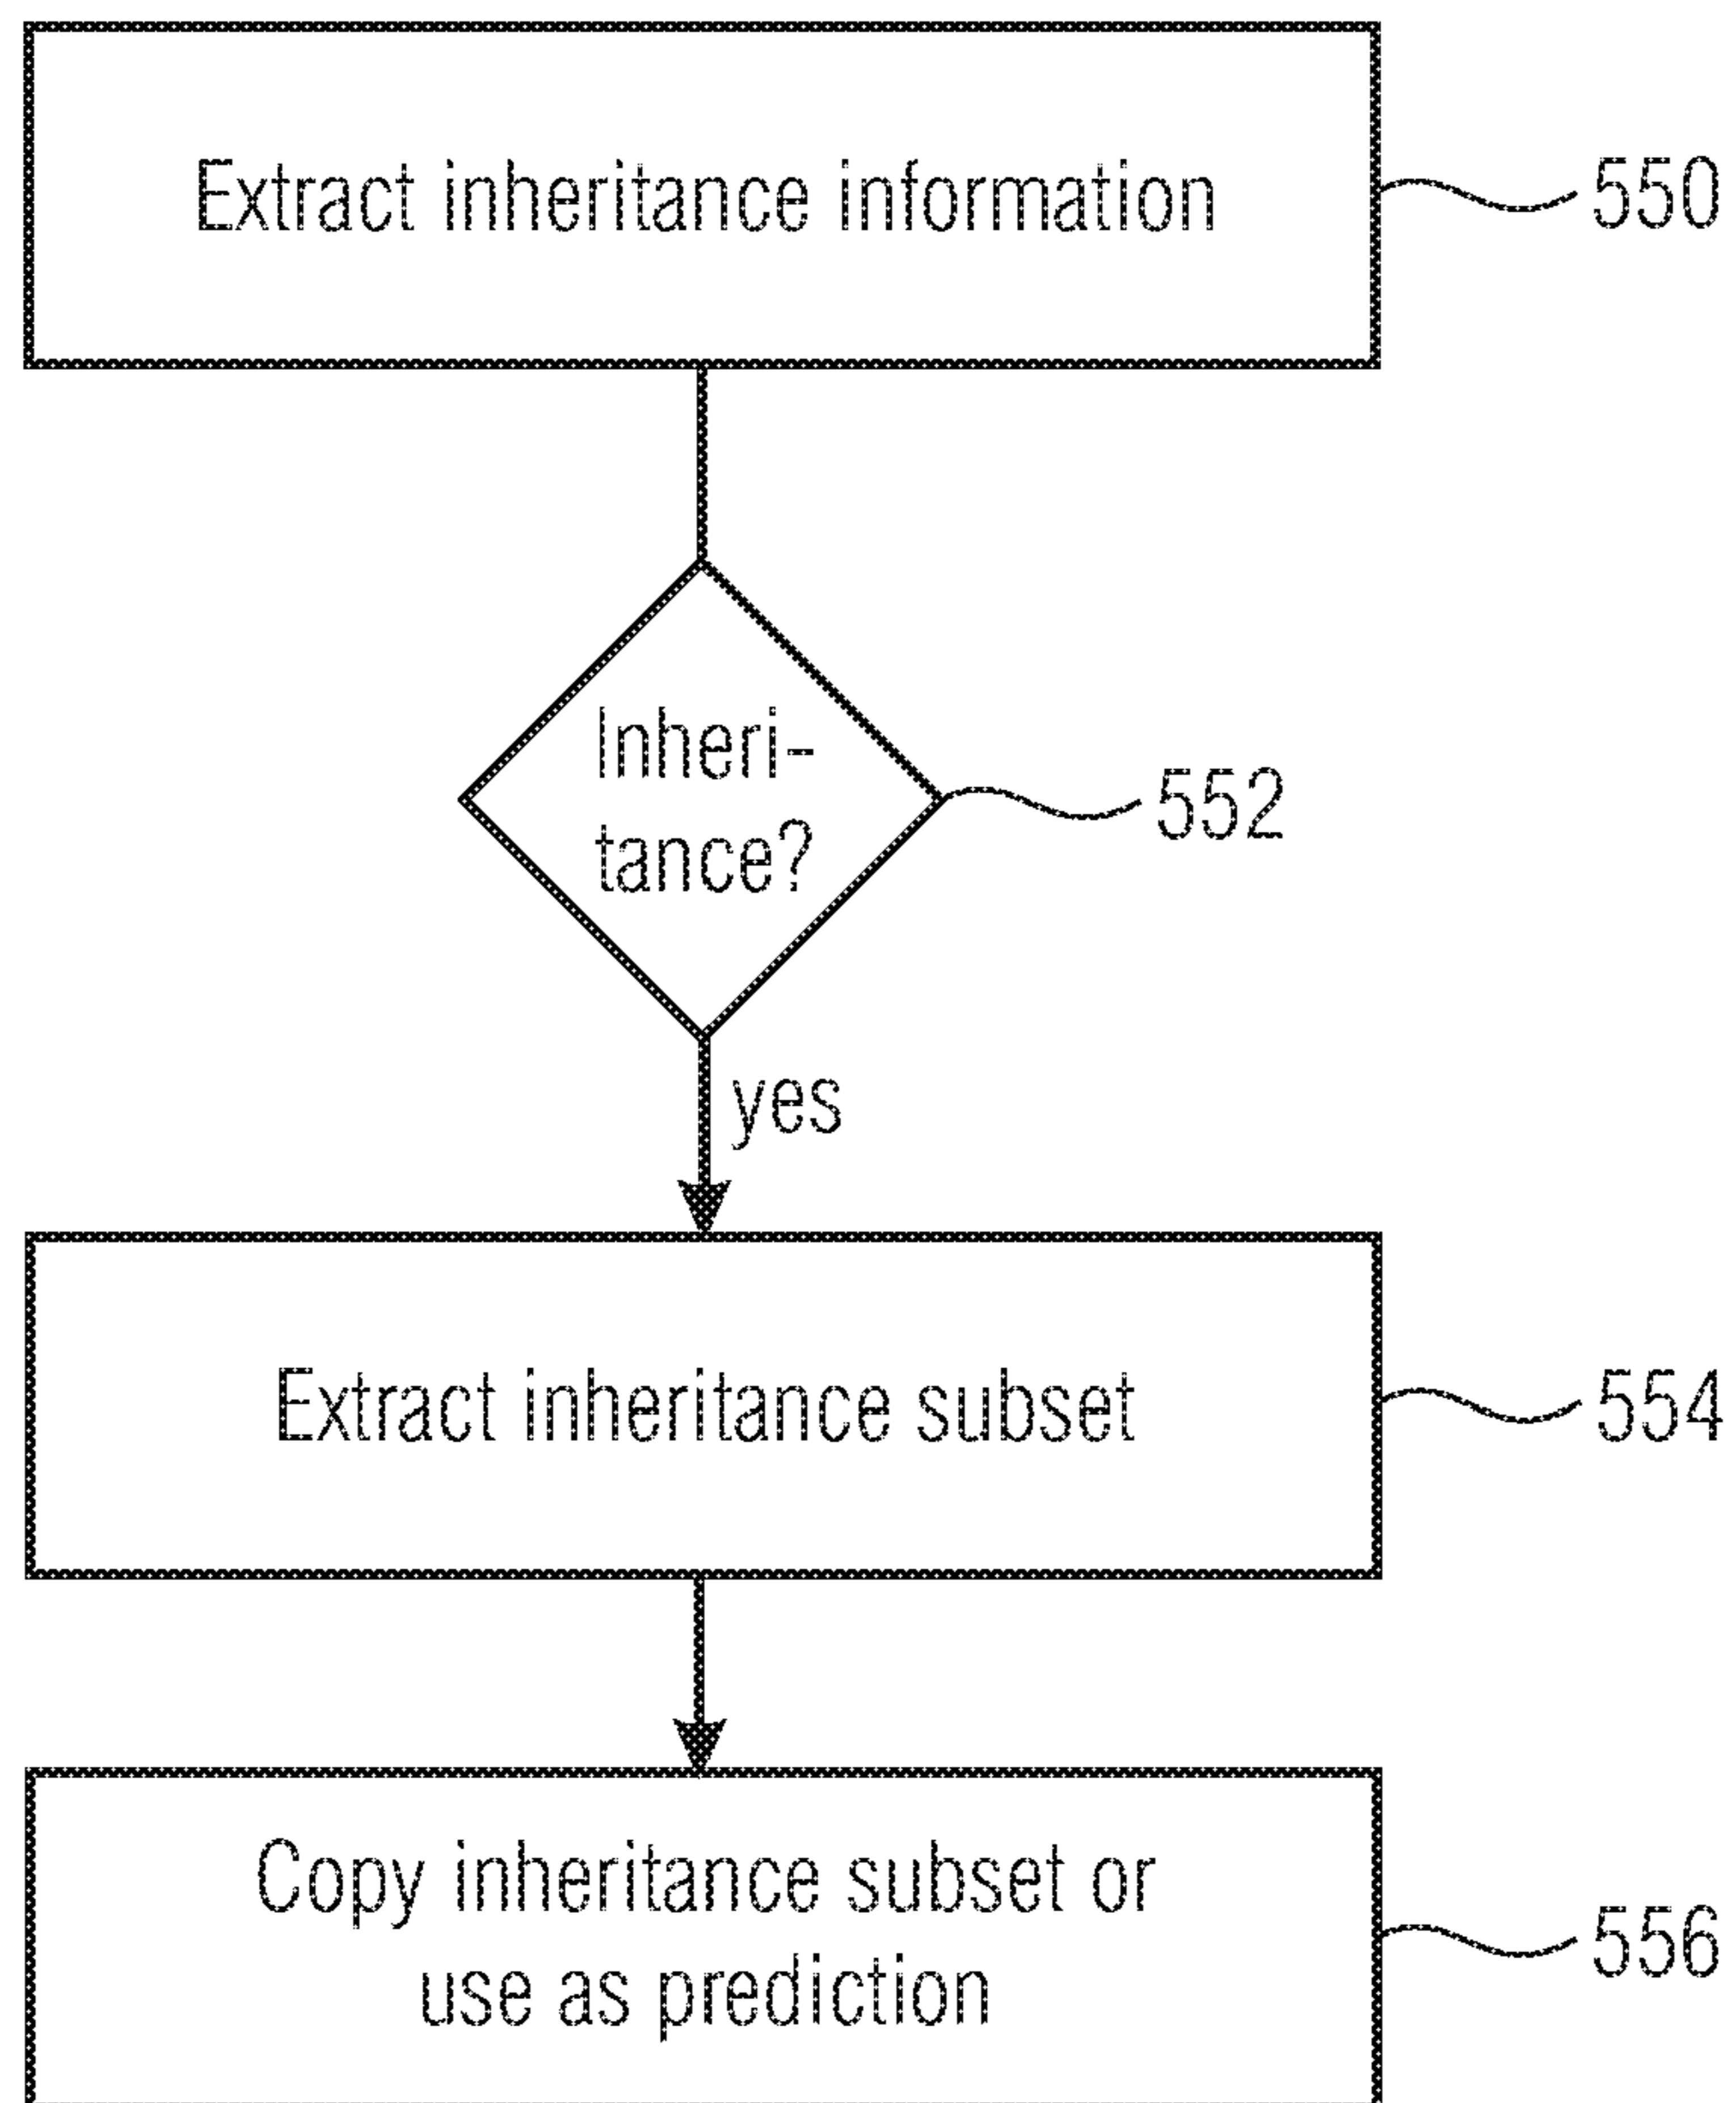 Extract inheritance information
550
Inheri-
tance?
552
yes
Extract inheritance subset
554
Copy inheritance subset or
use as prediction
556